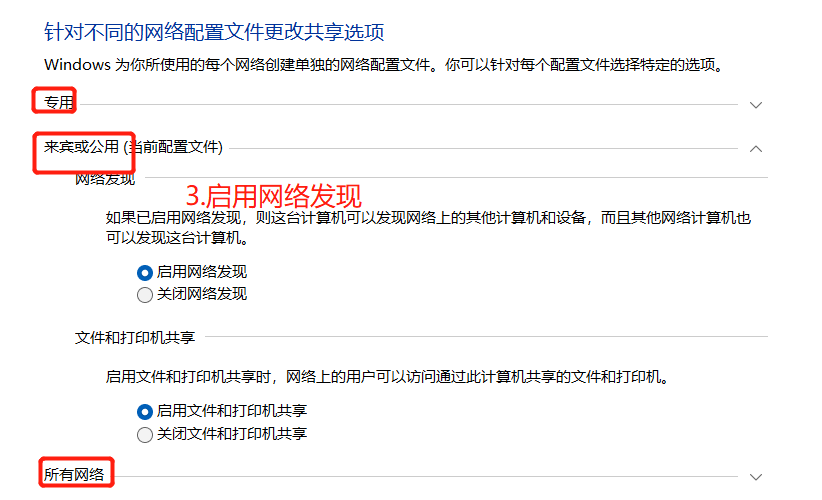 针对不同的网络配置文件更改共享选项
Windows 为你所使用的每个网络创建单独的网络配置文件。你可以针对每个配置文件选择特定的选项。
专用
来宾或公用 (当前配置文件)
网络发现
3.启用网络发现
如果已启用网络发现，则这台计算机可以发现网络上的其他计算机和设备，而且其他网络计算机也
可以发现这台计算机。
启用网络发现
关闭网络发现
文件和打印机共享
启用文件和打印机共享时，网络上的用户可以访问通过此计算机共享的文件和打印机。
启用文件和打印机共享
关闭文件和打印机共享
所有网络